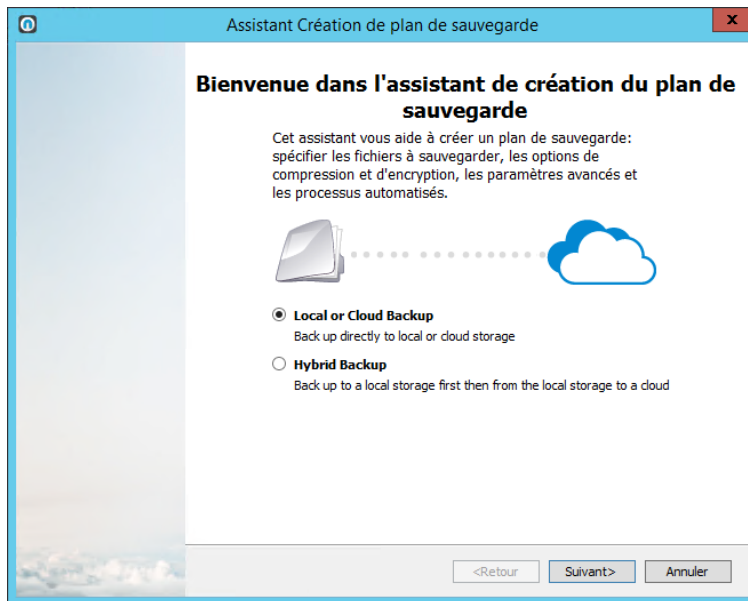 Assistant Création de plan de sauvegarde
x
Bienvenue dans l'assistant de création du plan de
sauvegarde
Cet assistant vous aide à créer un plan de sauvegarde:
spécifier les fichiers à sauvegarder, les options de
compression et d'encryption, les paramètres avancés et
les processus automatisés.
Local or Cloud Backup
Back up directly to local or cloud storage
Hybrid Backup
Back up to a local storage first then from the local storage to a cloud
<Retour Suivant> Annuler